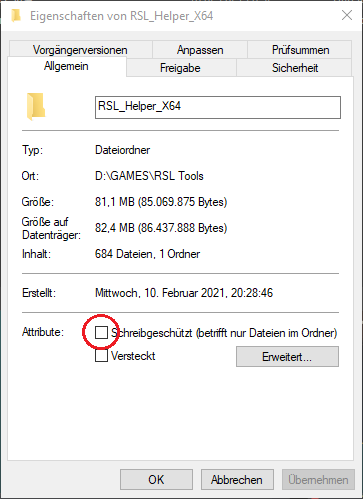 Eigenschaften von RSL_Helper_X64
Vorgängerversionen Anpassen Prüfsummen
Allgemein Freigabe Sicherheit
RSL_Helper_X64
Typ: Dateiordner
Ort: D:\GAMES\RSL Tools
Größe: 81,1 MB (85.069.875 Bytes)
Größe auf
Datenträger: 82,4 MB (86.437.888 Bytes)
Inhalt: 684 Dateien, 1 Ordner
Erstellt: Mittwoch, 10. Februar 2021, 20:28:46
Attribute: Schreibgeschützt (betrifft nur Dateien im Ordner)
Versteckt Erweitert...
OK Abbrechen Übernehmen